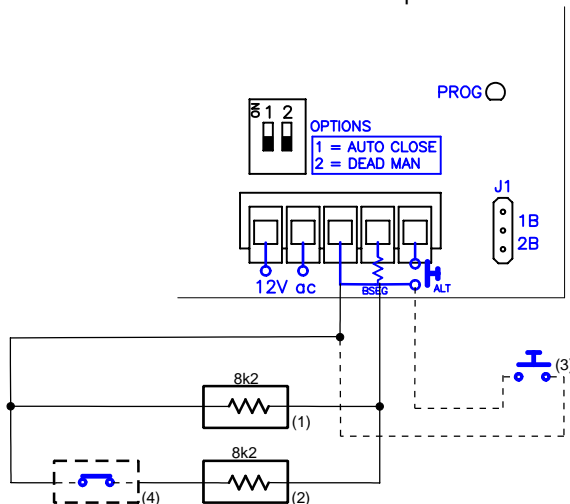 PROG
ON
1 2
OPTIONS
1 = AUTO CLOSE
2 = DEAD MAN
J1
1B
2B
12V ac
BSEG
ALT
(3)
8k2
(1)
8k2
(4)
(2)